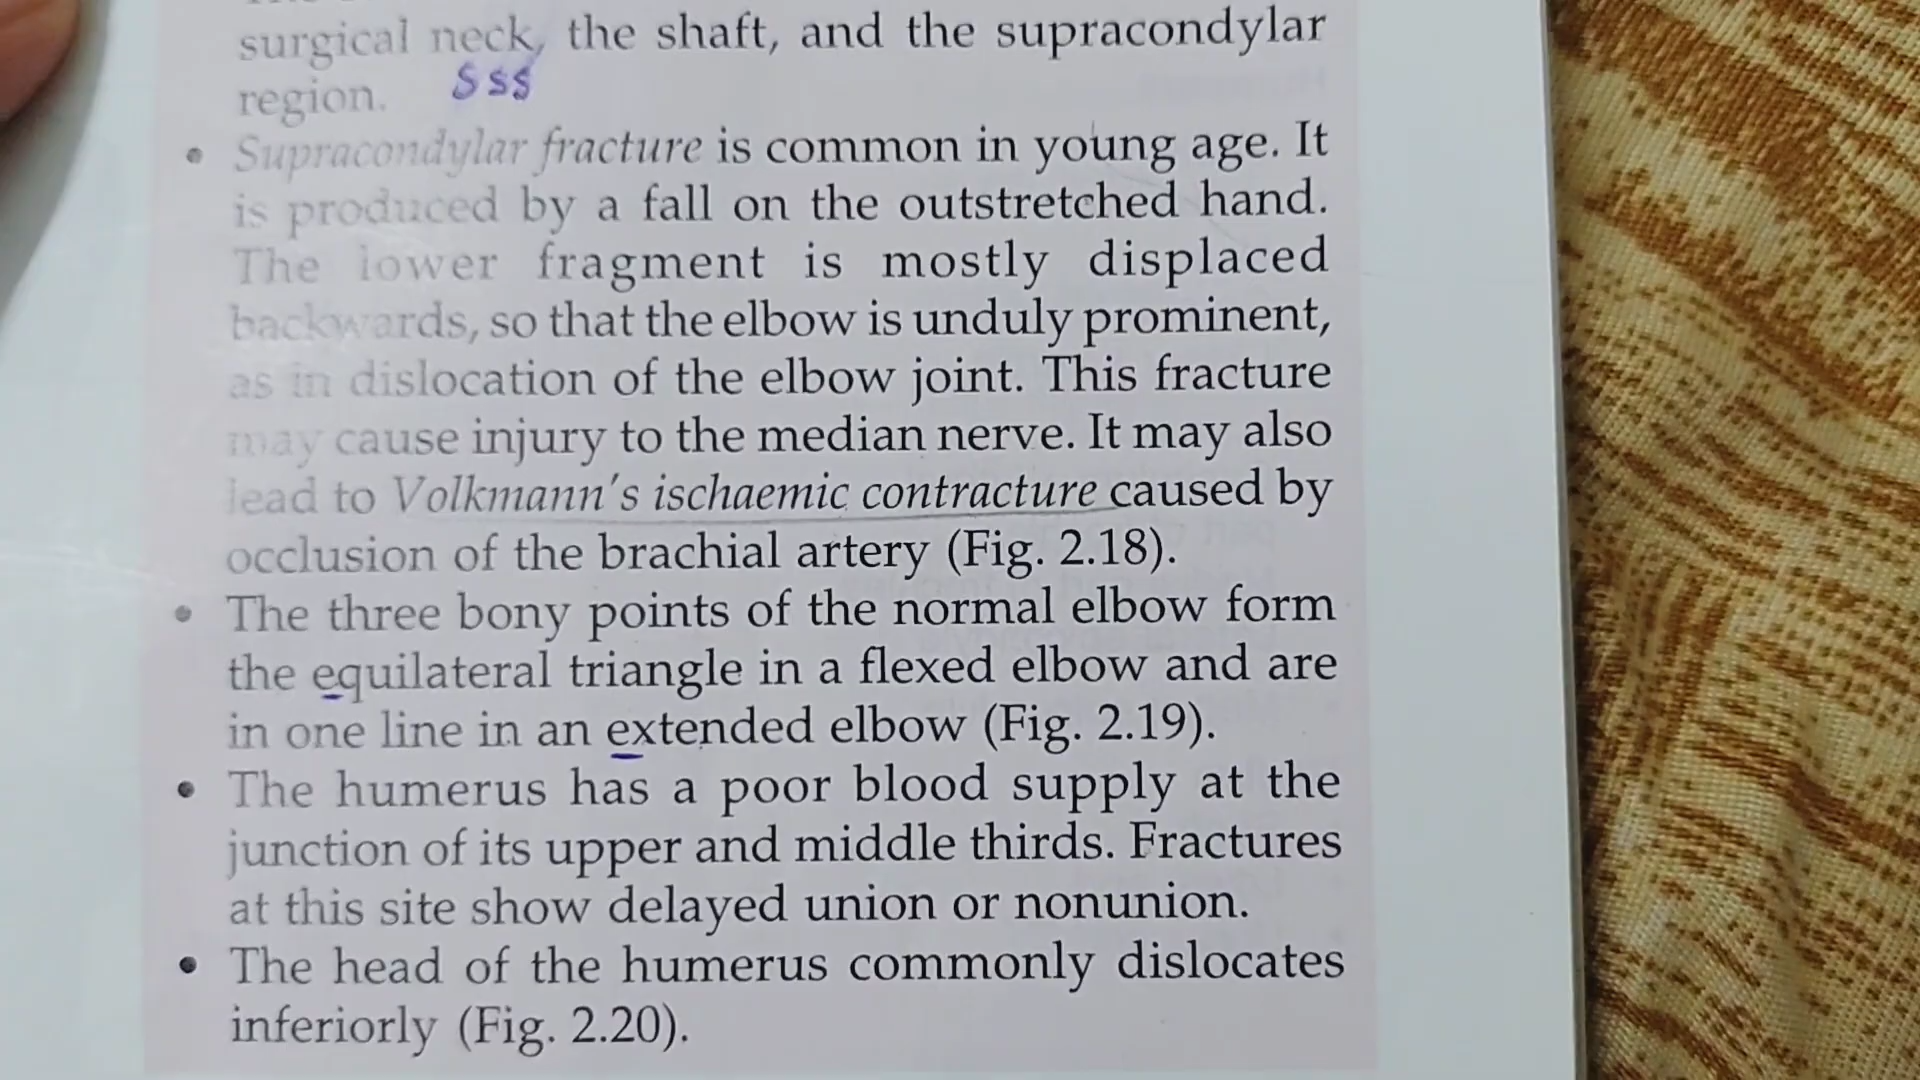 surgical neck, the shaft, and the supracondylar
region. SSS
• Supracondylar fracture is common in young age. It
is produced by a fall on the outstretched hand.
The lower fragment is mostly displaced
backwards, so that the elbow is unduly prominent,
as in dislocation of the elbow joint. This fracture
may cause injury to the median nerve. It may also
lead to Volkmann's ischaemic contracture caused by
occlusion of the brachial artery (Fig. 2.18).
• The three bony points of the normal elbow form
the equilateral triangle in a flexed elbow and are
in one line in an extended elbow (Fig. 2.19).
• The humerus has a poor blood supply at the
junction of its upper and middle thirds. Fractures
at this site show delayed union or nonunion.
• The head of the humerus commonly dislocates
inferiorly (Fig. 2.20).